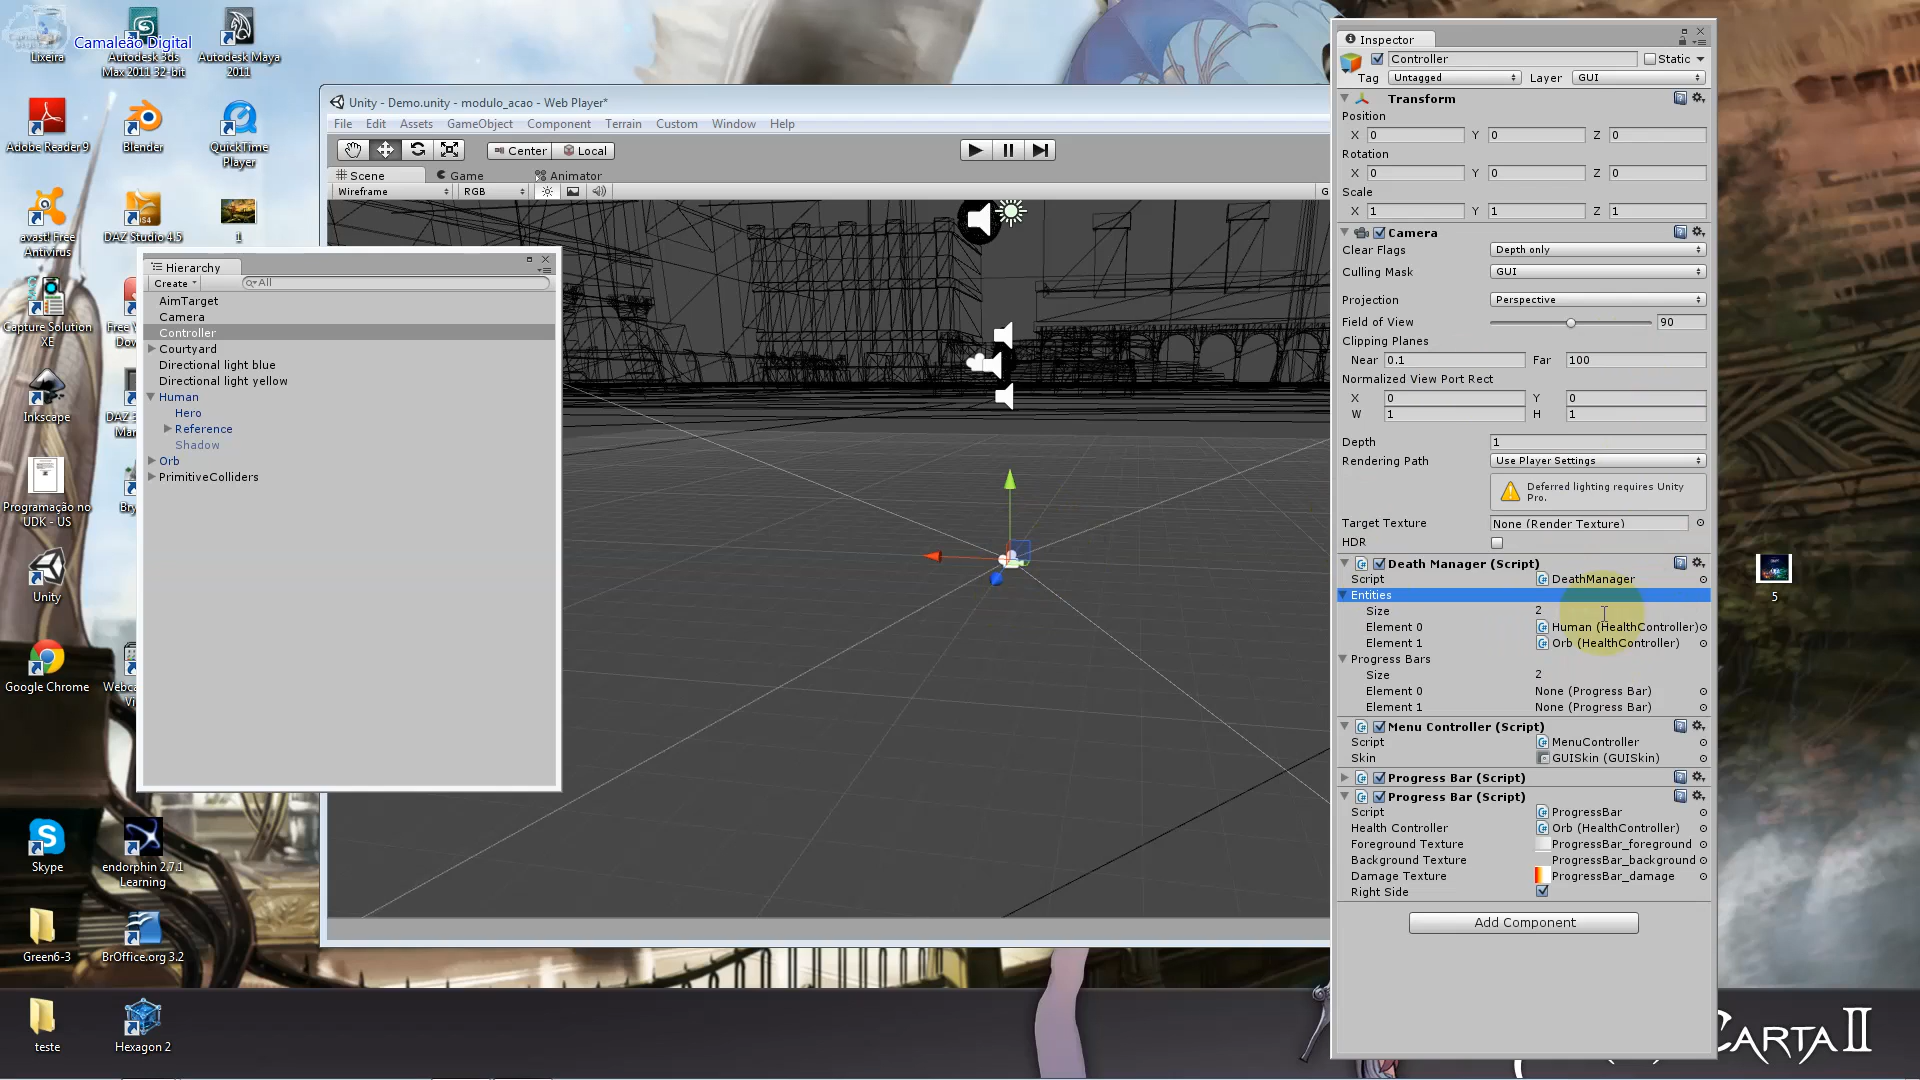 Camaleão Digital
Lixeira
Autodesk 3ds Max 2011 32-bit
Autodesk Maya 2011
Adobe Reader 9
Blender
QuickTime Player
avast! Free Antivirus
DAZ Studio 4.5
1
Capture Solution XE
Inkscape
Programação no UDK - US
Unity
Google Chrome
Skype
endorphin 2.7.1 Learning
Green6-3
BrOffice.org 3.2
teste
Hexagon 2
Unity - Demo.unity - modulo_acao - Web Player*
File Edit Assets GameObject Component Terrain Custom Window Help
Center Local
Scene Game Animator
Wireframe RGB
Hierarchy
Create All
AimTarget
Camera
Controller
Courtyard
Directional light blue
Directional light yellow
Human
Hero
Reference
Shadow
Orb
PrimitiveColliders
Inspector
Controller Static
Tag Untagged Layer GUI
Transform
Position
X 0 Y 0 Z 0
Rotation
X 0 Y 0 Z 0
Scale
X 1 Y 1 Z 1
Camera
Clear Flags Depth only
Culling Mask GUI
Projection Perspective
Field of View 90
Clipping Planes
Near 0.1 Far 100
Normalized View Port Rect
X 0 Y 0
W 1 H 1
Depth 1
Rendering Path Use Player Settings
Deferred lighting requires Unity
Pro.
Target Texture None (Render Texture)
HDR
Death Manager (Script)
Script DeathManager
Entities
Size 2
Element 0 Human (HealthController)
Element 1 Orb (HealthController)
Progress Bars
Size 2
Element 0 None (Progress Bar)
Element 1 None (Progress Bar)
Menu Controller (Script)
Script MenuController
Skin GUISkin (GUISkin)
Progress Bar (Script)
Progress Bar (Script)
Script ProgressBar
Health Controller Orb (HealthController)
Foreground Texture ProgressBar_foreground
Background Texture ProgressBar_background
Damage Texture ProgressBar_damage
Right Side
Add Component
5
CARTA II